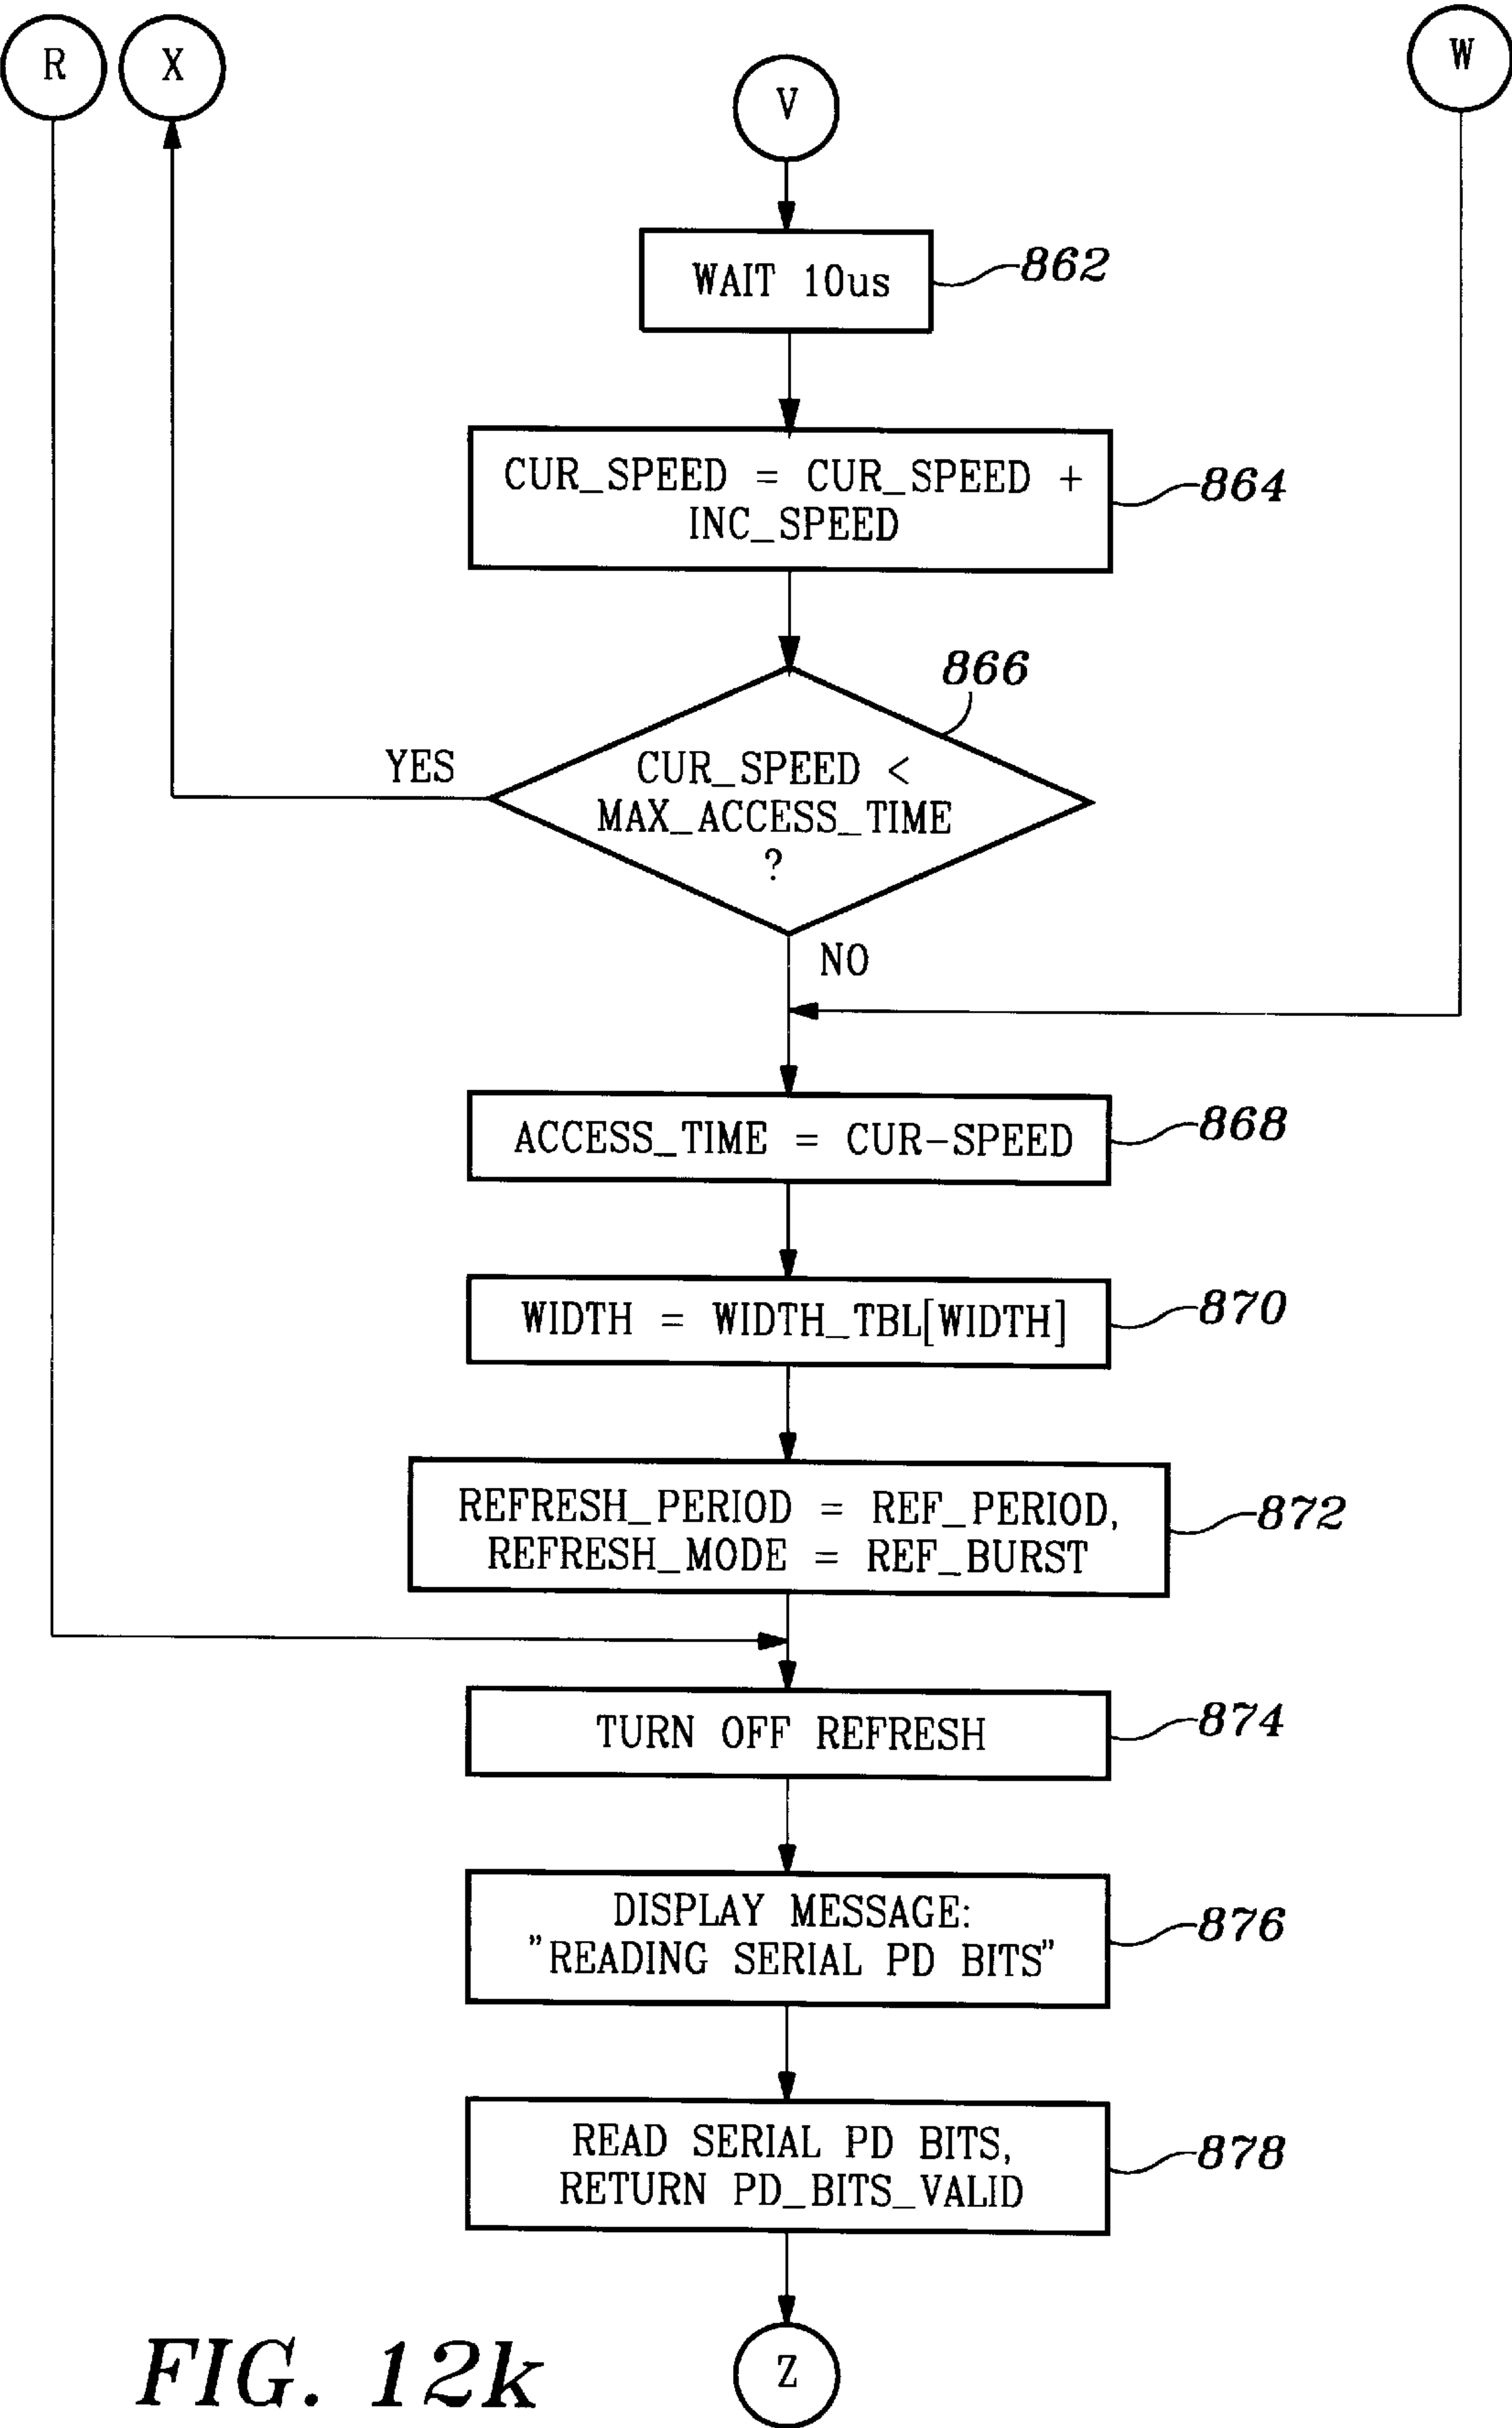 R
X
V
W
WAIT 10us
862
CUR_SPEED = CUR_SPEED +
INC_SPEED
864
866
YES
CUR_SPEED <
MAX_ACCESS_TIME
?
NO
ACCESS_TIME = CUR-SPEED
868
WIDTH = WIDTH_TBL[WIDTH]
870
REFRESH_PERIOD = REF_PERIOD,
REFRESH_MODE = REF_BURST
872
TURN OFF REFRESH
874
DISPLAY MESSAGE:
"READING SERIAL PD BITS"
876
READ SERIAL PD BITS,
RETURN PD_BITS_VALID
878
Z
FIG. 12k